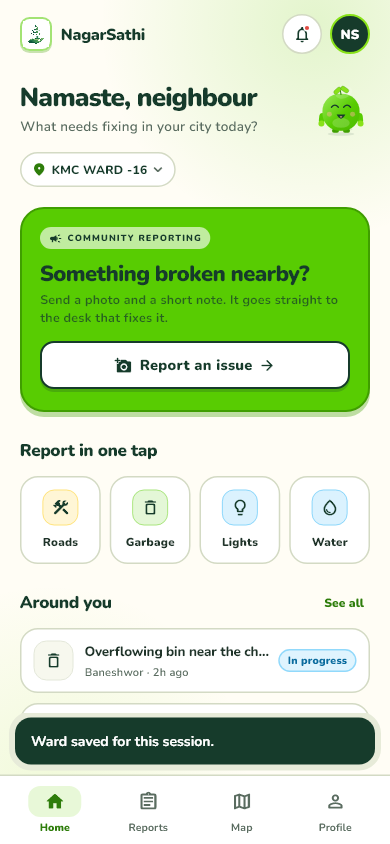 NagarSathi
NS
Namaste, neighbour
What needs fixing in your city today?
KMC WARD -16
COMMUNITY REPORTING
Something broken nearby?
Send a photo and a short note. It goes straight to
the desk that fixes it.
Report an issue
Report in one tap
Roads
Garbage
Lights
Water
Around you
See all
Overflowing bin near the ch...
In progress
Baneshwor · 2h ago
Ward saved for this session.
Home
Reports
Map
Profile